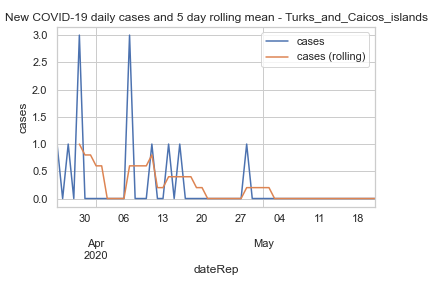 New COVID-19 daily cases and 5 day rolling mean - Turks_and_Caicos_islands
cases
cases (rolling)
3.0
2.5
2.0
1.5
1.0
0.5
0.0
cases
30 06 13 20 27 04 11 18
Apr May
2020
dateRep